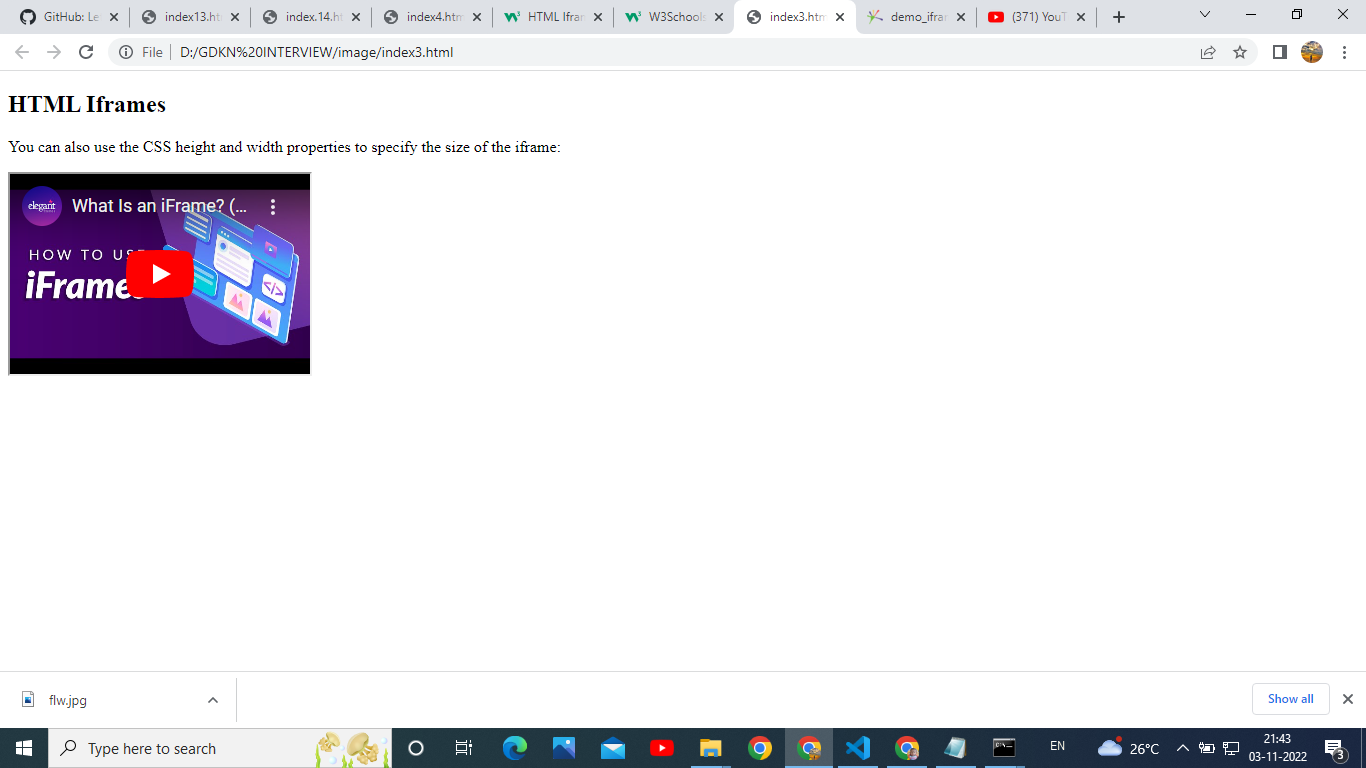 GitHub: Le
index13.ht
index.14.ht
index4.htm
HTML Ifran
W3Schools
index3.htm
demo_ifran
(371) YouT
File
D:/GDKN%20INTERVIEW/image/index3.html
HTML Iframes
You can also use the CSS height and width properties to specify the size of the iframe:
elegant
What Is an iFrame? (...
HOW TO USE
iFrames
flw.jpg
Show all
Type here to search
EN
26°C
21:43
03-11-2022
3